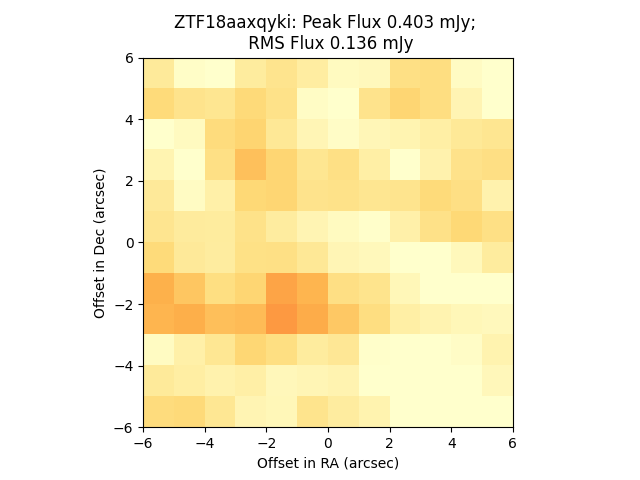 ZTF18aaxqyki: Peak Flux 0.403 mJy;
RMS Flux 0.136 mJy
6
4
2
0
−2
−4
−6
Offset in Dec (arcsec)
−6 −4 −2 0 2 4 6
Offset in RA (arcsec)